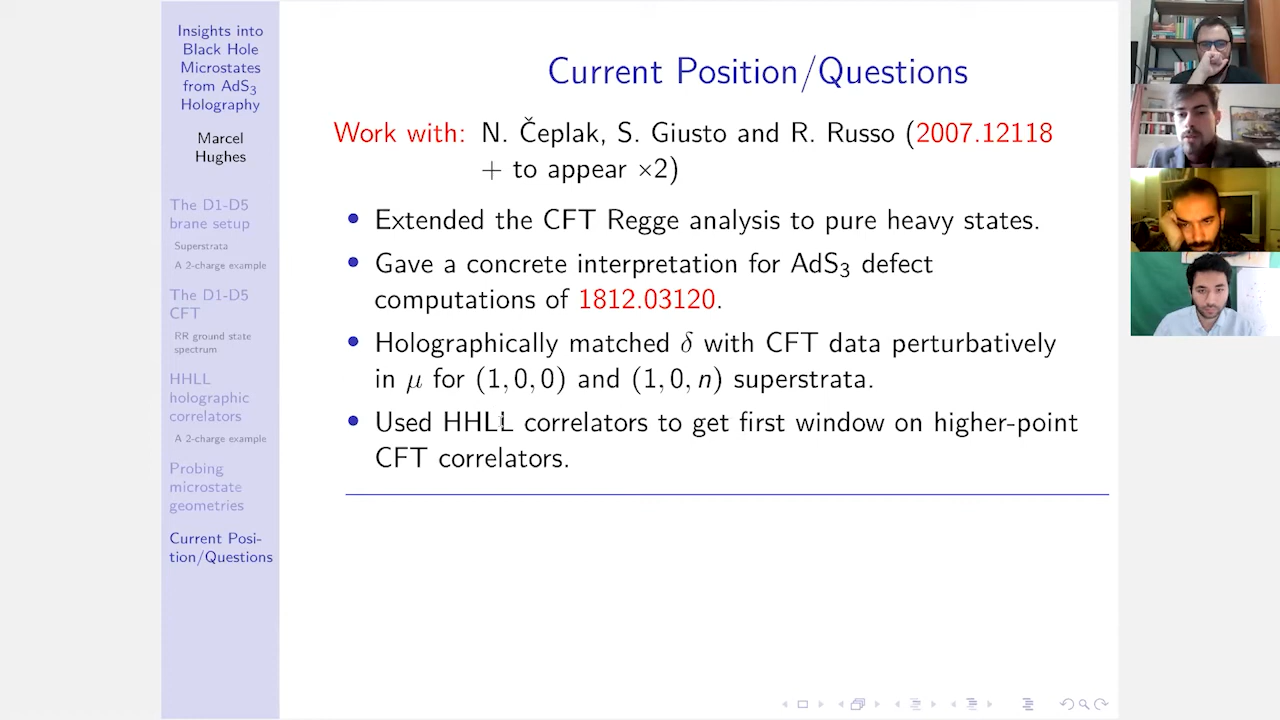 Insights into
Black Hole
Microstates
from AdS₃
Holography
Marcel
Hughes
The D1-D5
brane setup
Superstrata
A 2-charge example
The D1-D5
CFT
RR ground state
spectrum
HHLL
holographic
correlators
A 2-charge example
Probing
microstate
geometries
Current Posi-
tion/Questions
Current Position/Questions
Work with: N. Čeplak, S. Giusto and R. Russo (2007.12118
+ to appear ×2)
• Extended the CFT Regge analysis to pure heavy states.
• Gave a concrete interpretation for AdS₃ defect
computations of 1812.03120.
• Holographically matched δ with CFT data perturbatively
in μ for (1, 0, 0) and (1, 0, n) superstrata.
• Used HHLL correlators to get first window on higher-point
CFT correlators.